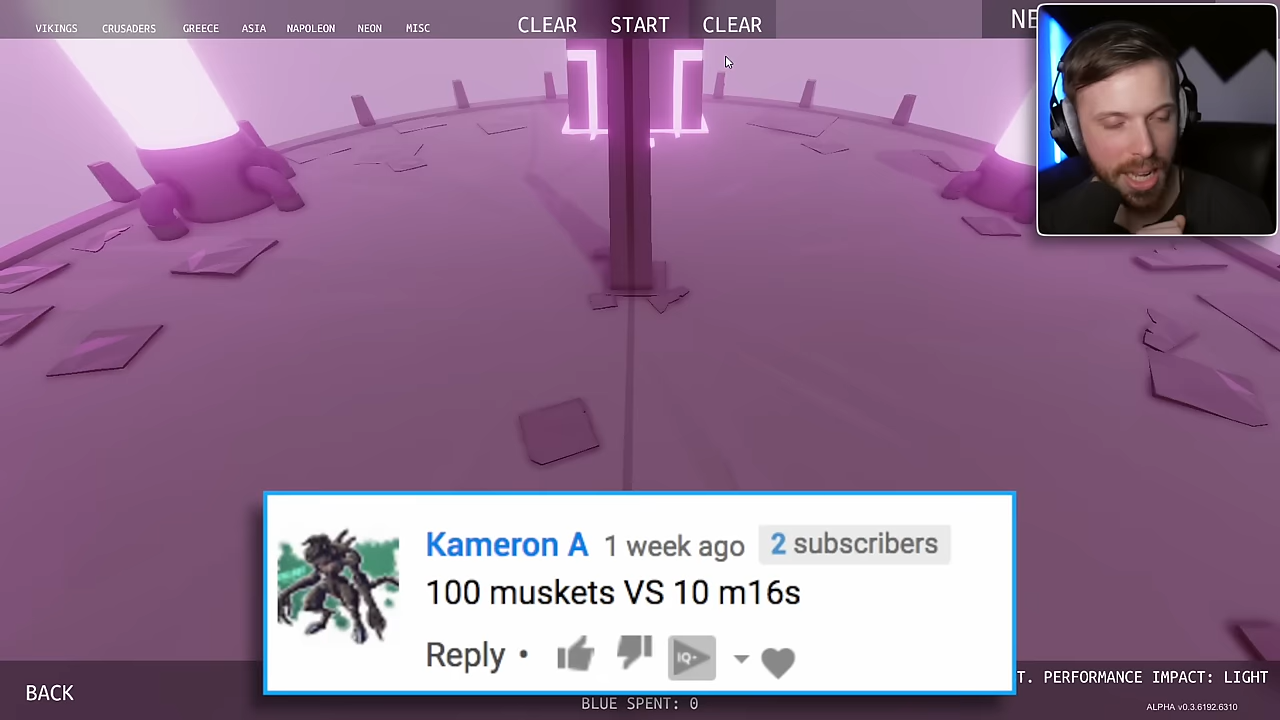 VIKINGS CRUSADERS GREECE ASIA NAPOLEON NEON MISC
CLEAR START CLEAR
NE
Kameron A 1 week ago 2 subscribers
100 muskets VS 10 m16s
Reply •
IQ
T. PERFORMANCE IMPACT: LIGHT
BACK
BLUE SPENT: 0
ALPHA v0.3.6192.6310